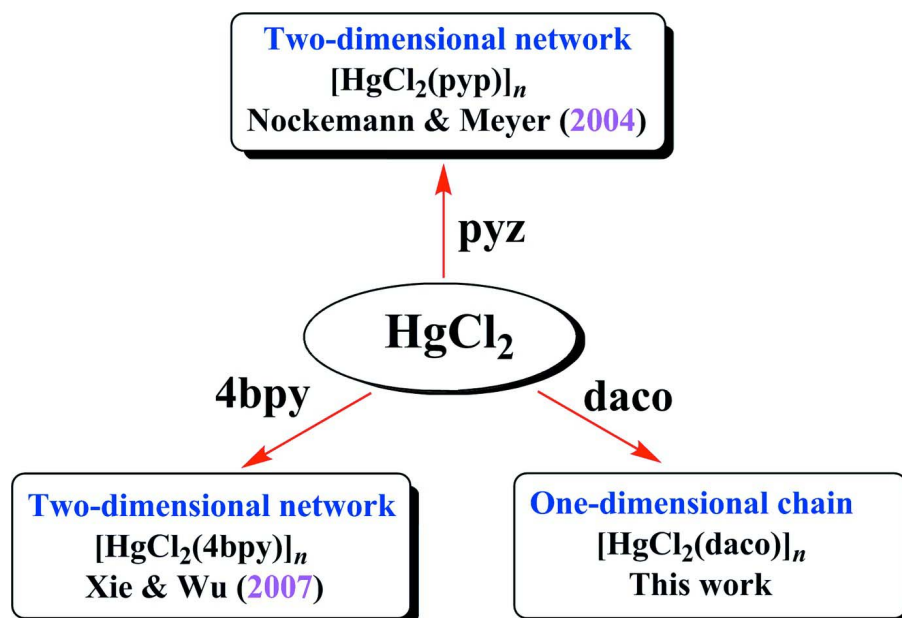 Two-dimensional network
[HgCl₂(pyp)]ₙ
Nockemann & Meyer (2004)
pyz
HgCl₂
4bpy
daco
Two-dimensional network
[HgCl₂(4bpy)]ₙ
Xie & Wu (2007)
One-dimensional chain
[HgCl₂(daco)]ₙ
This work